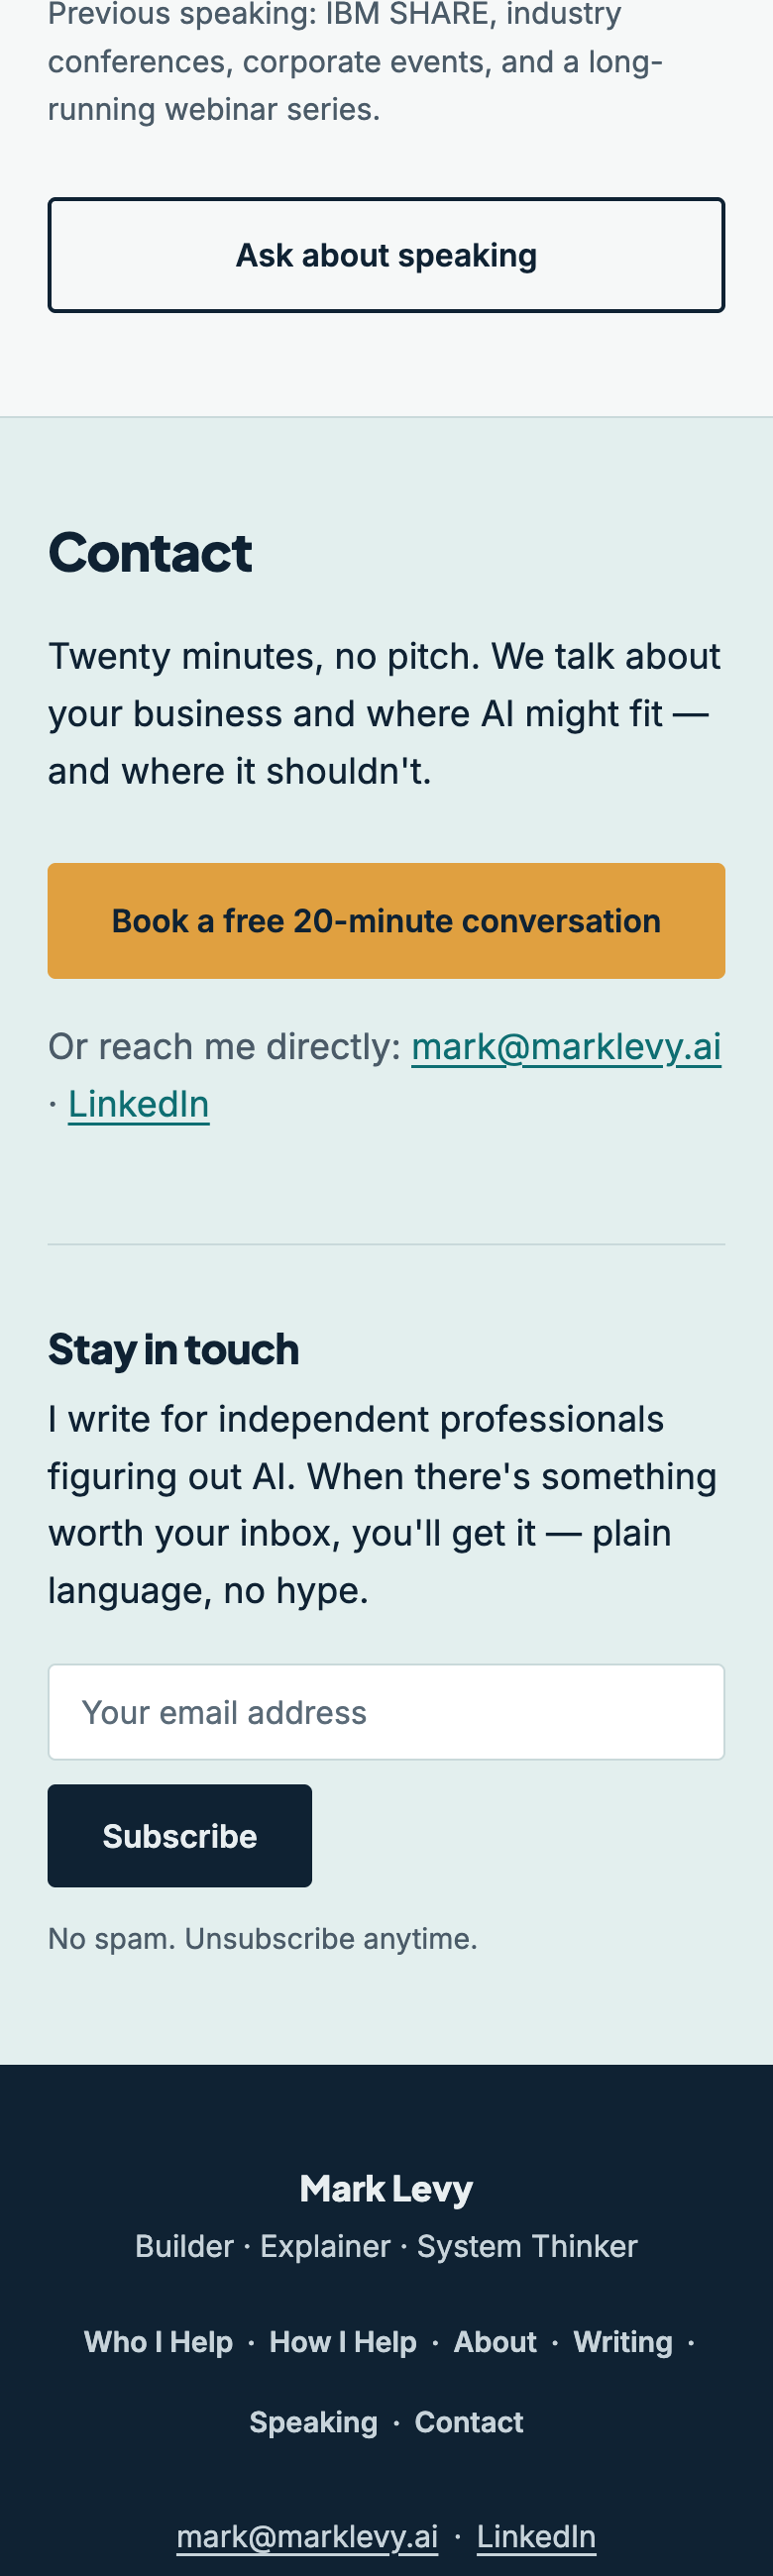 Previous speaking: IBM SHARE, industry
conferences, corporate events, and a long-
running webinar series.
Ask about speaking
Contact
Twenty minutes, no pitch. We talk about
your business and where AI might fit —
and where it shouldn't.
Book a free 20-minute conversation
Or reach me directly: mark@marklevy.ai
· LinkedIn
Stay in touch
I write for independent professionals
figuring out AI. When there's something
worth your inbox, you'll get it — plain
language, no hype.
Your email address
Subscribe
No spam. Unsubscribe anytime.
Mark Levy
Builder · Explainer · System Thinker
Who I Help · How I Help · About · Writing ·
Speaking · Contact
mark@marklevy.ai · LinkedIn